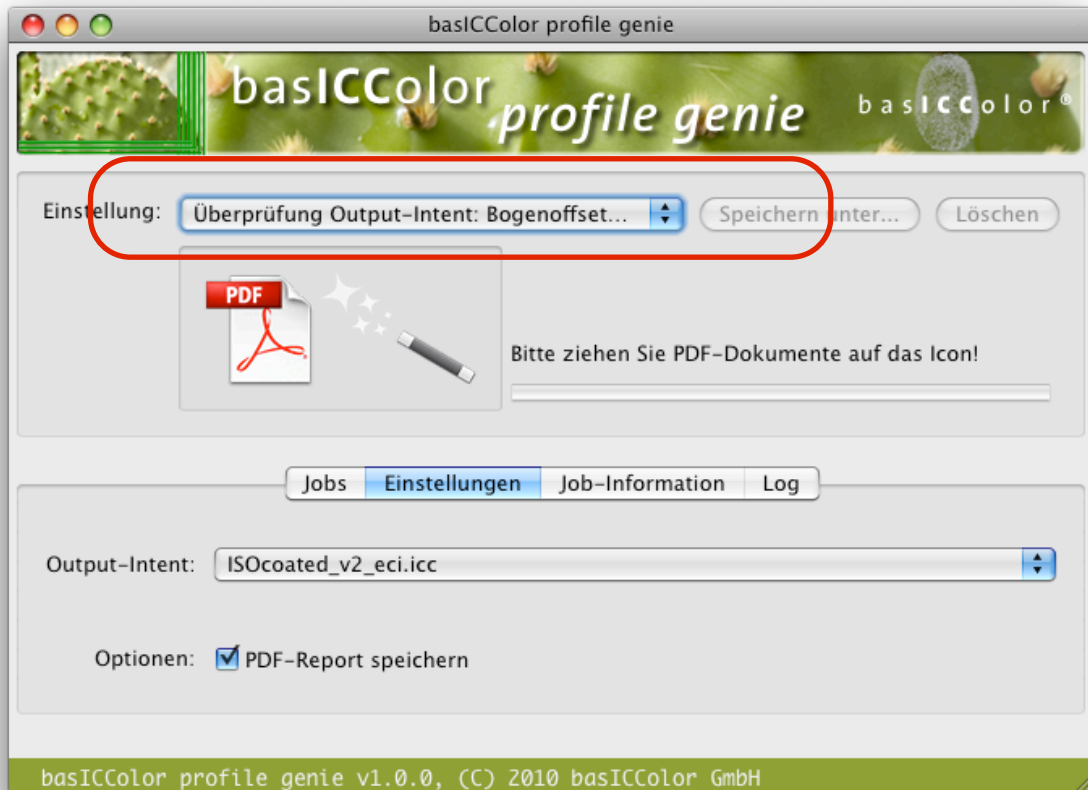 basICColor profile genie
basICColor profile genie
basICColor®
Einstellung: Überprüfung Output-Intent: Bogenoffset... Speichern unter... Löschen
PDF
Bitte ziehen Sie PDF-Dokumente auf das Icon!
Jobs Einstellungen Job-Information Log
Output-Intent: ISOcoated_v2_eci.icc
Optionen: PDF-Report speichern
basICColor profile genie v1.0.0, (C) 2010 basICColor GmbH